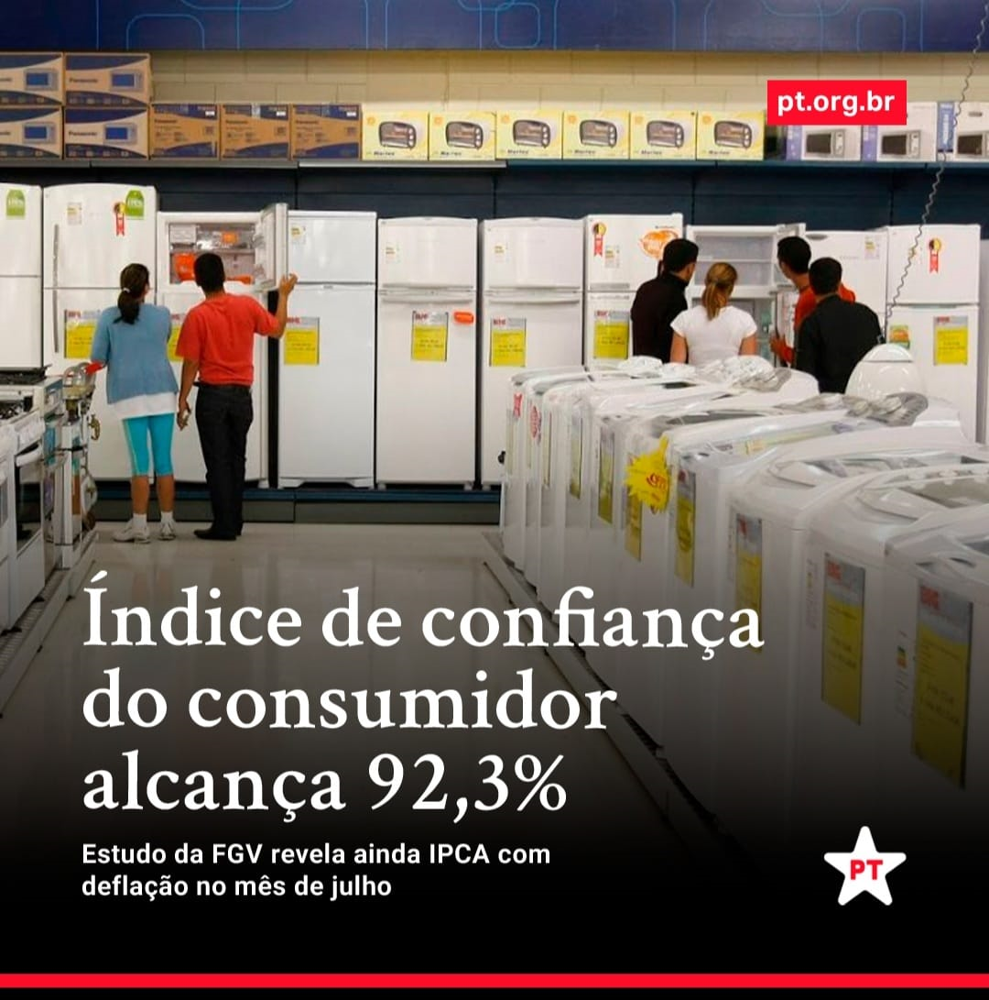 pt.org.br
Índice de confiança
do consumidor
alcança 92,3%
Estudo da FGV revela ainda IPCA com
deflação no mês de julho
PT